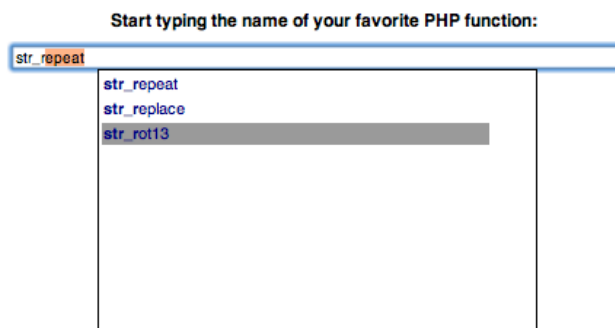 Start typing the name of your favorite PHP function:
str_repeat
str_repeat
str_replace
str_rot13